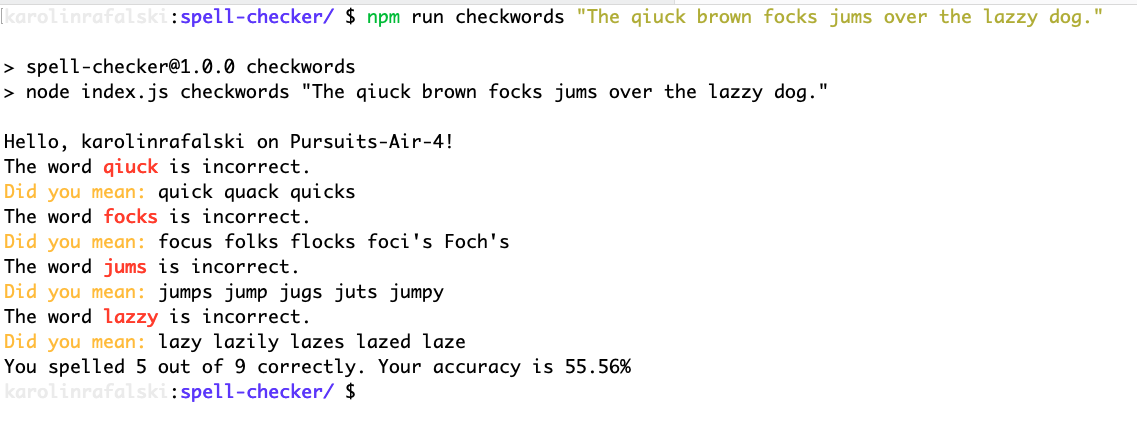 karolinrafalski:spell-checker/ $ npm run checkwords "The qiuck brown focks jums over the lazzy dog."
> spell-checker@1.0.0 checkwords
> node index.js checkwords "The qiuck brown focks jums over the lazzy dog."
Hello, karolinrafalski on Pursuits-Air-4!
The word qiuck is incorrect.
Did you mean: quick quack quicks
The word focks is incorrect.
Did you mean: focus folks flocks foci's Foch's
The word jums is incorrect.
Did you mean: jumps jump jugs juts jumpy
The word lazzy is incorrect.
Did you mean: lazy lazily lazes lazed laze
You spelled 5 out of 9 correctly. Your accuracy is 55.56%
karolinrafalski:spell-checker/ $